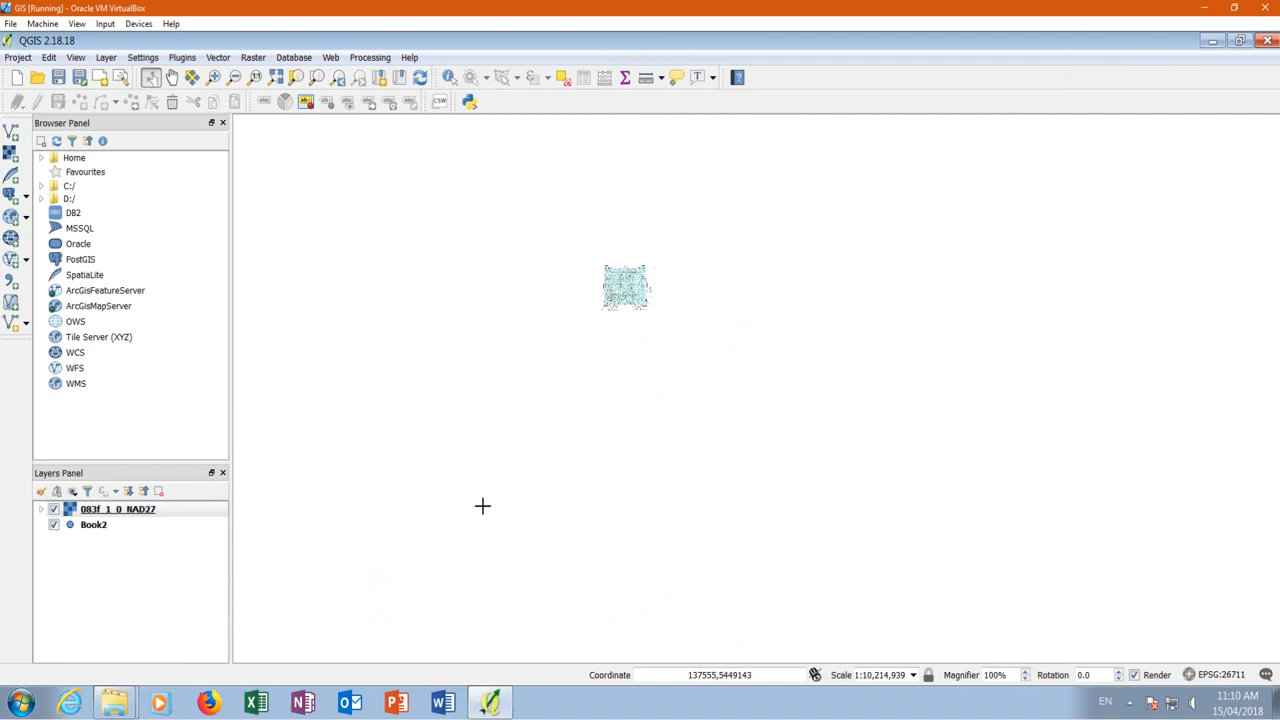 GIS [Running] - Oracle VM VirtualBox
File Machine View Input Devices Help
QGIS 2.18.18
Project Edit View Layer Settings Plugins Vector Raster Database Web Processing Help
CSW
Browser Panel
Home
Favourites
C:/
D:/
DB2
MSSQL
Oracle
PostGIS
SpatiaLite
ArcGisFeatureServer
ArcGisMapServer
OWS
Tile Server (XYZ)
WCS
WFS
WMS
Layers Panel
083f_1_0_NAD27
Book2
Coordinate 137555,5449143 Scale 1:10,214,939 Magnifier 100% Rotation 0.0 Render EPSG:26711
EN 11:10 AM
15/04/2018